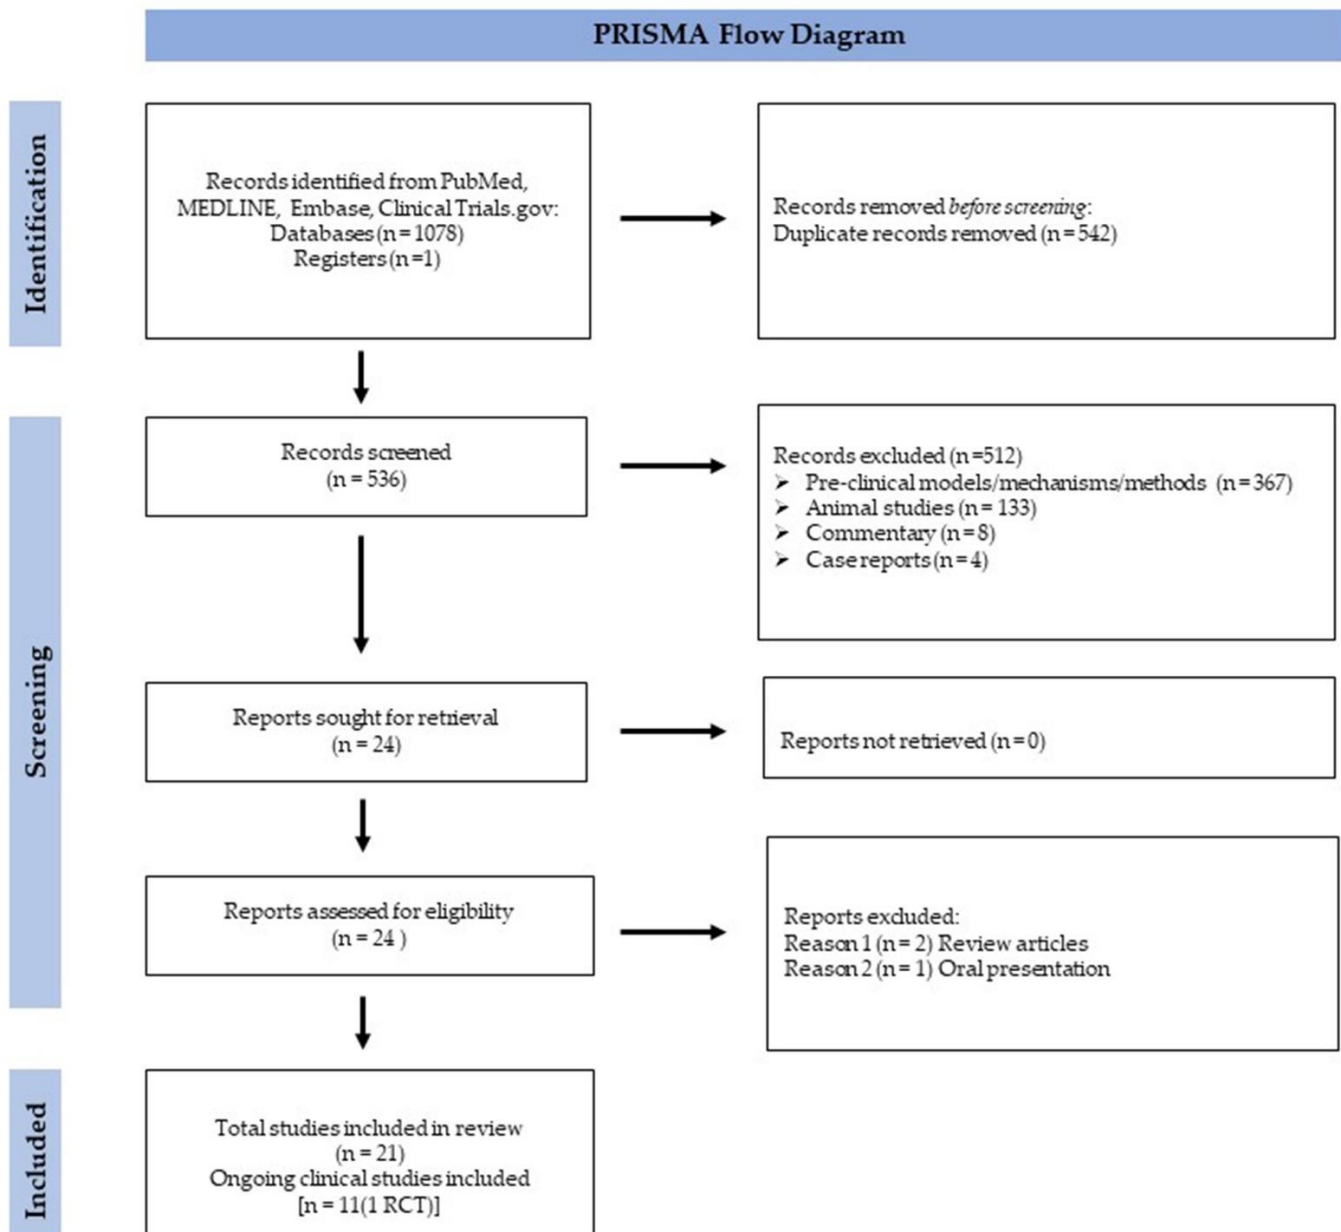 PRISMA Flow Diagram
Identification
Records identified from PubMed,
MEDLINE, Embase, Clinical Trials.gov:
Databases (n = 1078)
Registers (n =1)
Records removed before screening:
Duplicate records removed (n = 542)
Screening
Records screened
(n = 536)
Records excluded (n =512)
➢ Pre-clinical models/mechanisms/methods (n = 367)
➢ Animal studies (n = 133)
➢ Commentary (n = 8)
➢ Case reports (n = 4)
Reports sought for retrieval
(n = 24)
Reports not retrieved (n = 0)
Reports assessed for eligibility
(n = 24 )
Reports excluded:
Reason 1 (n = 2) Review articles
Reason 2 (n = 1) Oral presentation
Included
Total studies included in review
(n = 21)
Ongoing clinical studies included
[n = 11(1 RCT)]